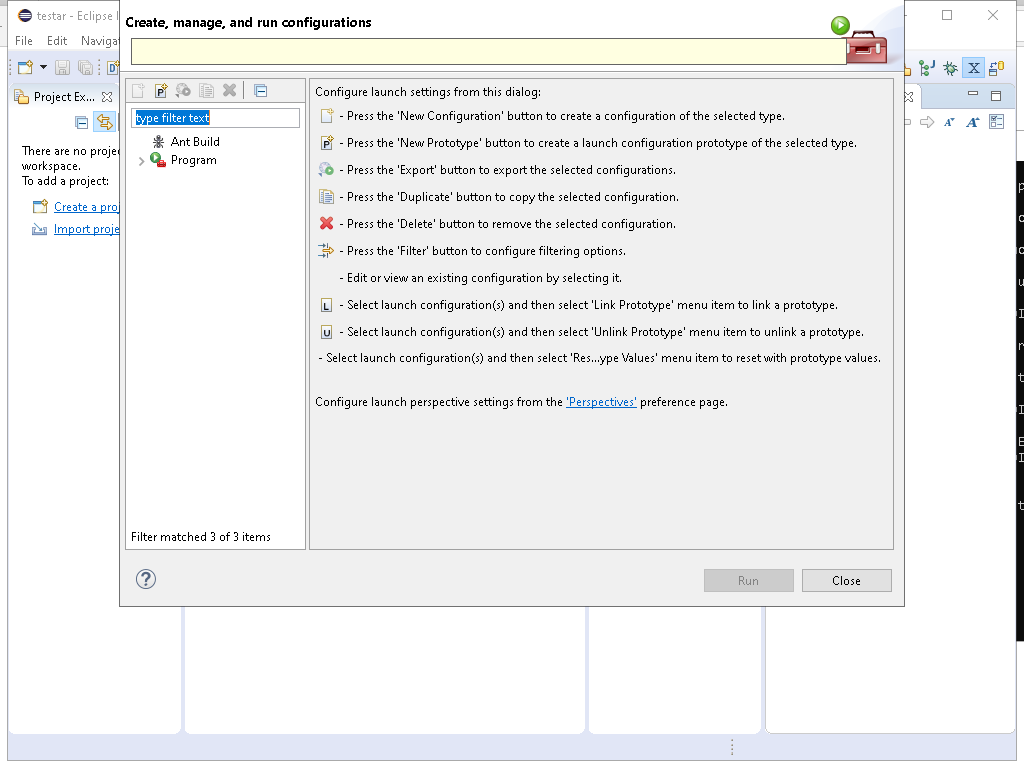 testar - Eclipse I
File Edit Navigat
Create, manage, and run configurations
Project Ex...
There are no proje
workspace.
To add a project:
Create a proj
Import proje
type filter text
Ant Build
Program
Filter matched 3 of 3 items
Configure launch settings from this dialog:
- Press the 'New Configuration' button to create a configuration of the selected type.
- Press the 'New Prototype' button to create a launch configuration prototype of the selected type.
- Press the 'Export' button to export the selected configurations.
- Press the 'Duplicate' button to copy the selected configuration.
- Press the 'Delete' button to remove the selected configuration.
- Press the 'Filter' button to configure filtering options.
- Edit or view an existing configuration by selecting it.
- Select launch configuration(s) and then select 'Link Prototype' menu item to link a prototype.
- Select launch configuration(s) and then select 'Unlink Prototype' menu item to unlink a prototype.
- Select launch configuration(s) and then select 'Res...ype Values' menu item to reset with prototype values.
Configure launch perspective settings from the 'Perspectives' preference page.
Run Close